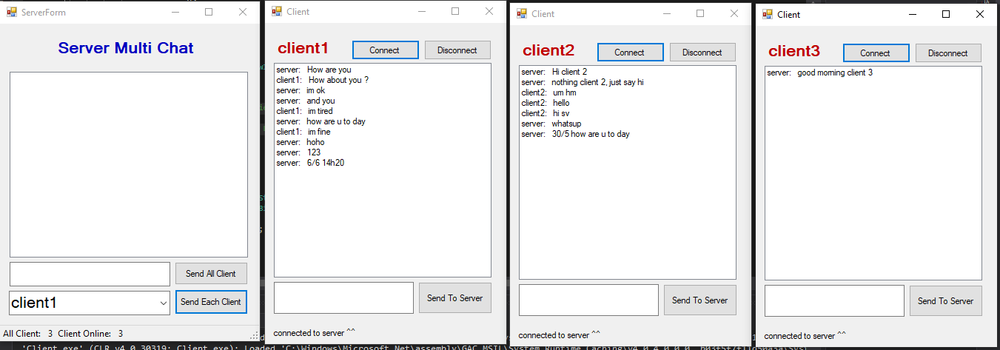 ServerForm
Server Multi Chat
Send All Client
client1
Send Each Client
All Client: 3 Client Online: 3
Client
client1
Connect
Disconnect
server: How are you
client1: How about you ?
server: im ok
server: and you
client1: im tired
server: how are u to day
client1: im fine
server: hoho
server: 123
server: 6/6 14h20
Send To Server
connected to server ^^
Client
client2
Connect
Disconnect
server: Hi client 2
server: nothing client 2, just say hi
client2: um hm
client2: hello
client2: hi sv
server: whatsup
server: 30/5 how are u to day
Send To Server
connected to server ^^
Client
client3
Connect
Disconnect
server: good morning client 3
Send To Server
connected to server ^^
'Client.exe' (CLR v4.0.30319: Client.exe): Loaded 'C:\Windows\Microsoft.Net\assembly\GAC_MSIL\System.Runtime.Caching\v4.0_4.0.0.0